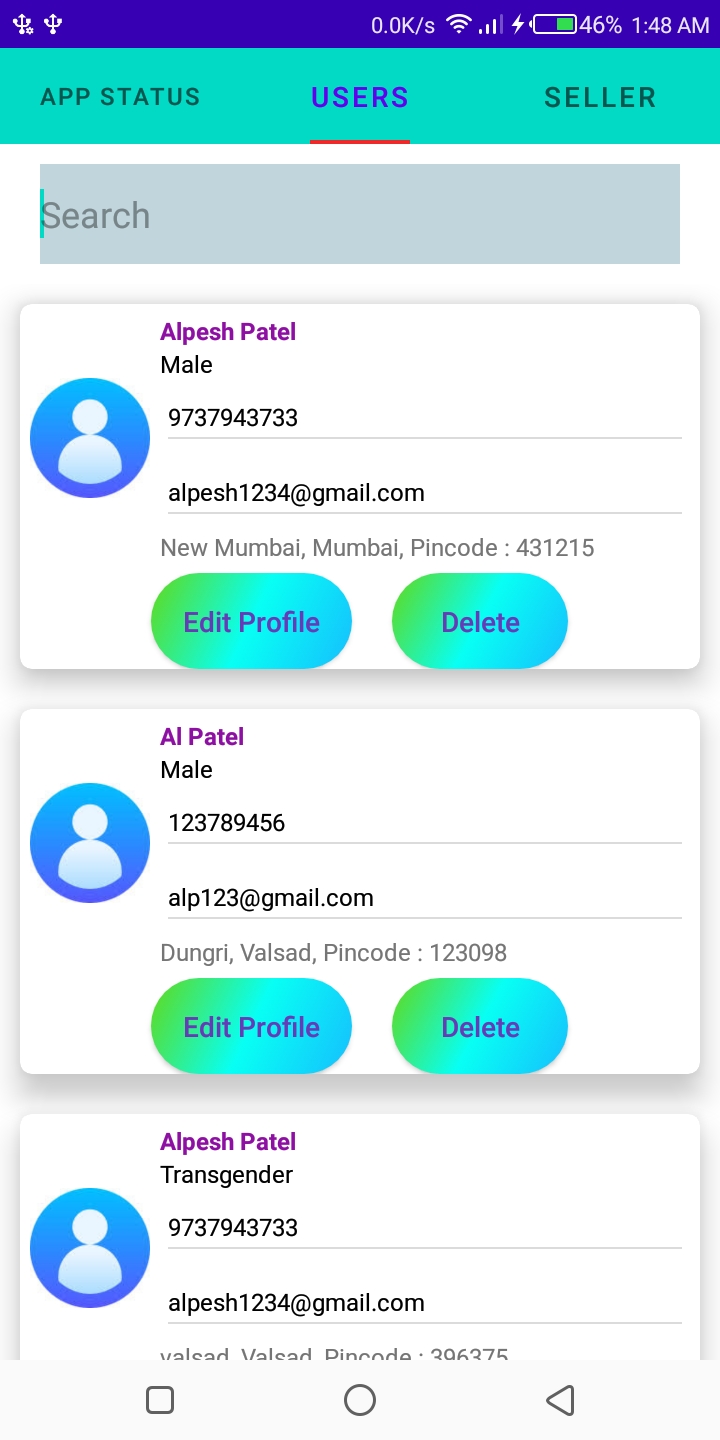 0.0K/s 46% 1:48 AM
APP STATUS USERS SELLER
Search
Alpesh Patel
Male
9737943733
alpesh1234@gmail.com
New Mumbai, Mumbai, Pincode : 431215
Edit Profile Delete
Al Patel
Male
123789456
alp123@gmail.com
Dungri, Valsad, Pincode : 123098
Edit Profile Delete
Alpesh Patel
Transgender
9737943733
alpesh1234@gmail.com
valsad, Valsad, Pincode : 396375